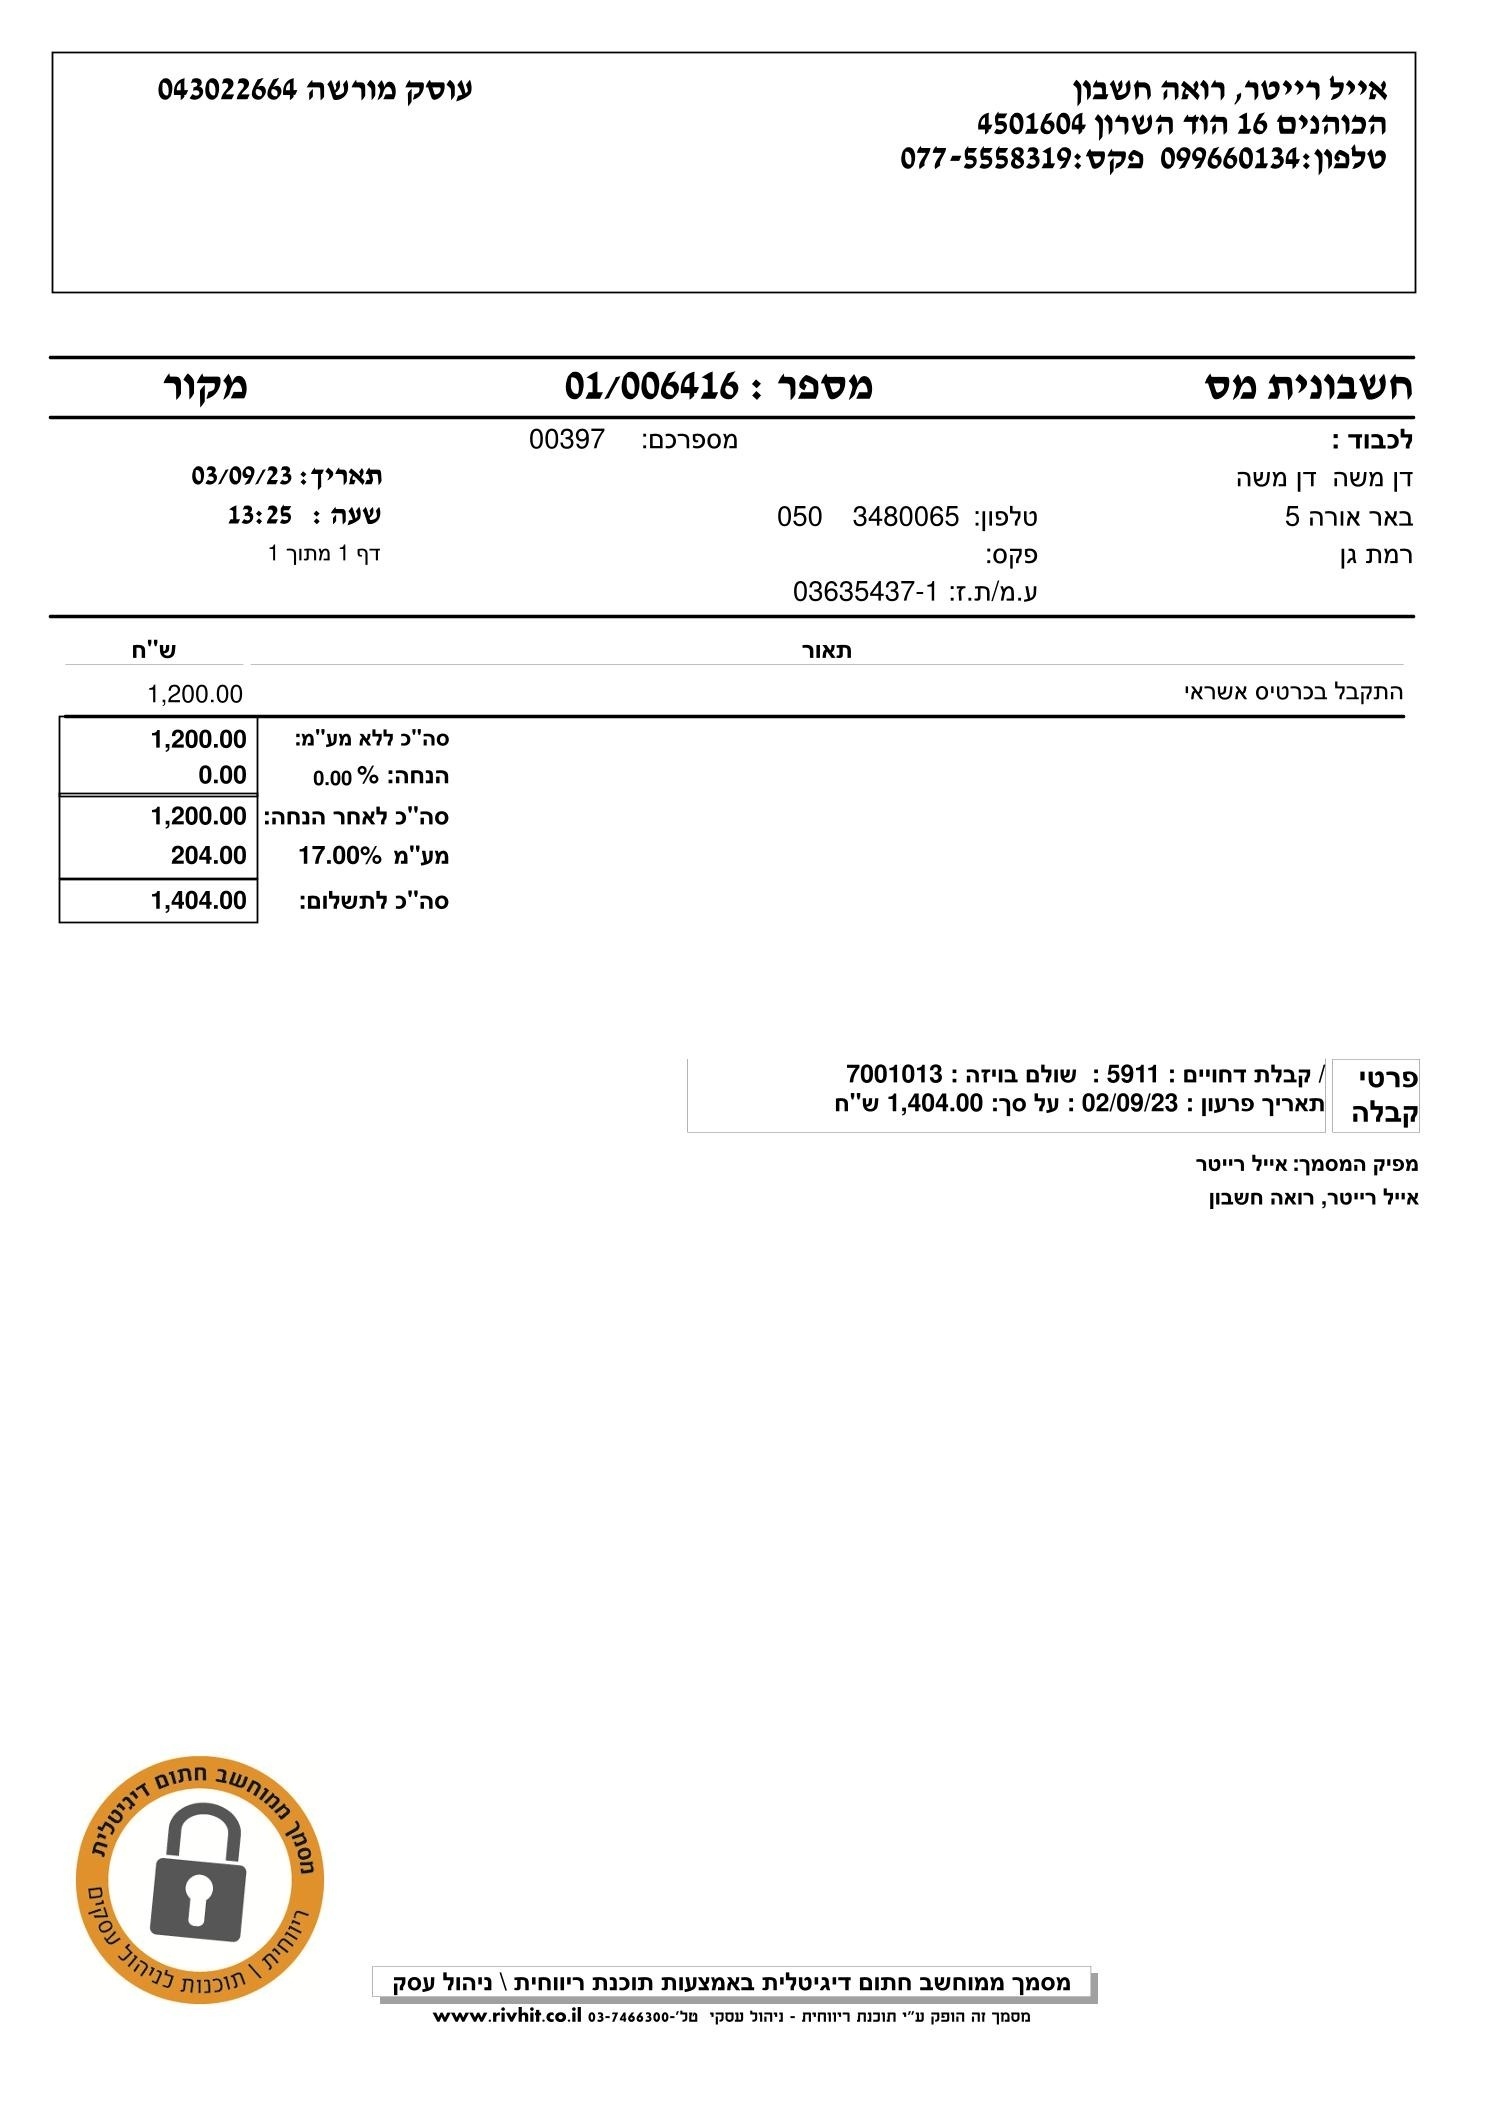 אייל רייטר, רואה חשבון
עוסק מורשה 043022664
הכוהנים 16 הוד השרון 4501604
טלפון:099660134 פקס:077-5558319
חשבונית מס מספר : 01/006416 מקור
לכבוד : מספרכם: 00397
דן משה דן משה תאריך: 03/09/23
באר אורה 5 טלפון: 3480065 050 שעה : 13:25
רמת גן פקס: דף 1 מתוך 1
ע.מ/ת.ז: 03635437-1
תאור ש"ח
התקבל בכרטיס אשראי 1,200.00
סה"כ ללא מע"מ: 1,200.00
הנחה: % 0.00 0.00
סה"כ לאחר הנחה: 1,200.00
מע"מ 17.00% 204.00
סה"כ לתשלום: 1,404.00
פרטי
קבלה
/ קבלת דחויים : 5911 : שולם בויזה : 7001013
תאריך פרעון : 02/09/23 : על סך: 1,404.00 ש"ח
מפיק המסמך: אייל רייטר
אייל רייטר, רואה חשבון
מסמך ממוחשב חתום דיגיטלית
ריווחית | תוכנות לניהול עסקים
מסמך ממוחשב חתום דיגיטלית באמצעות תוכנת ריווחית \ ניהול עסק
מסמך זה הופק ע"י תוכנת ריווחית - ניהול עסקי טל'-03-7466300 www.rivhit.co.il